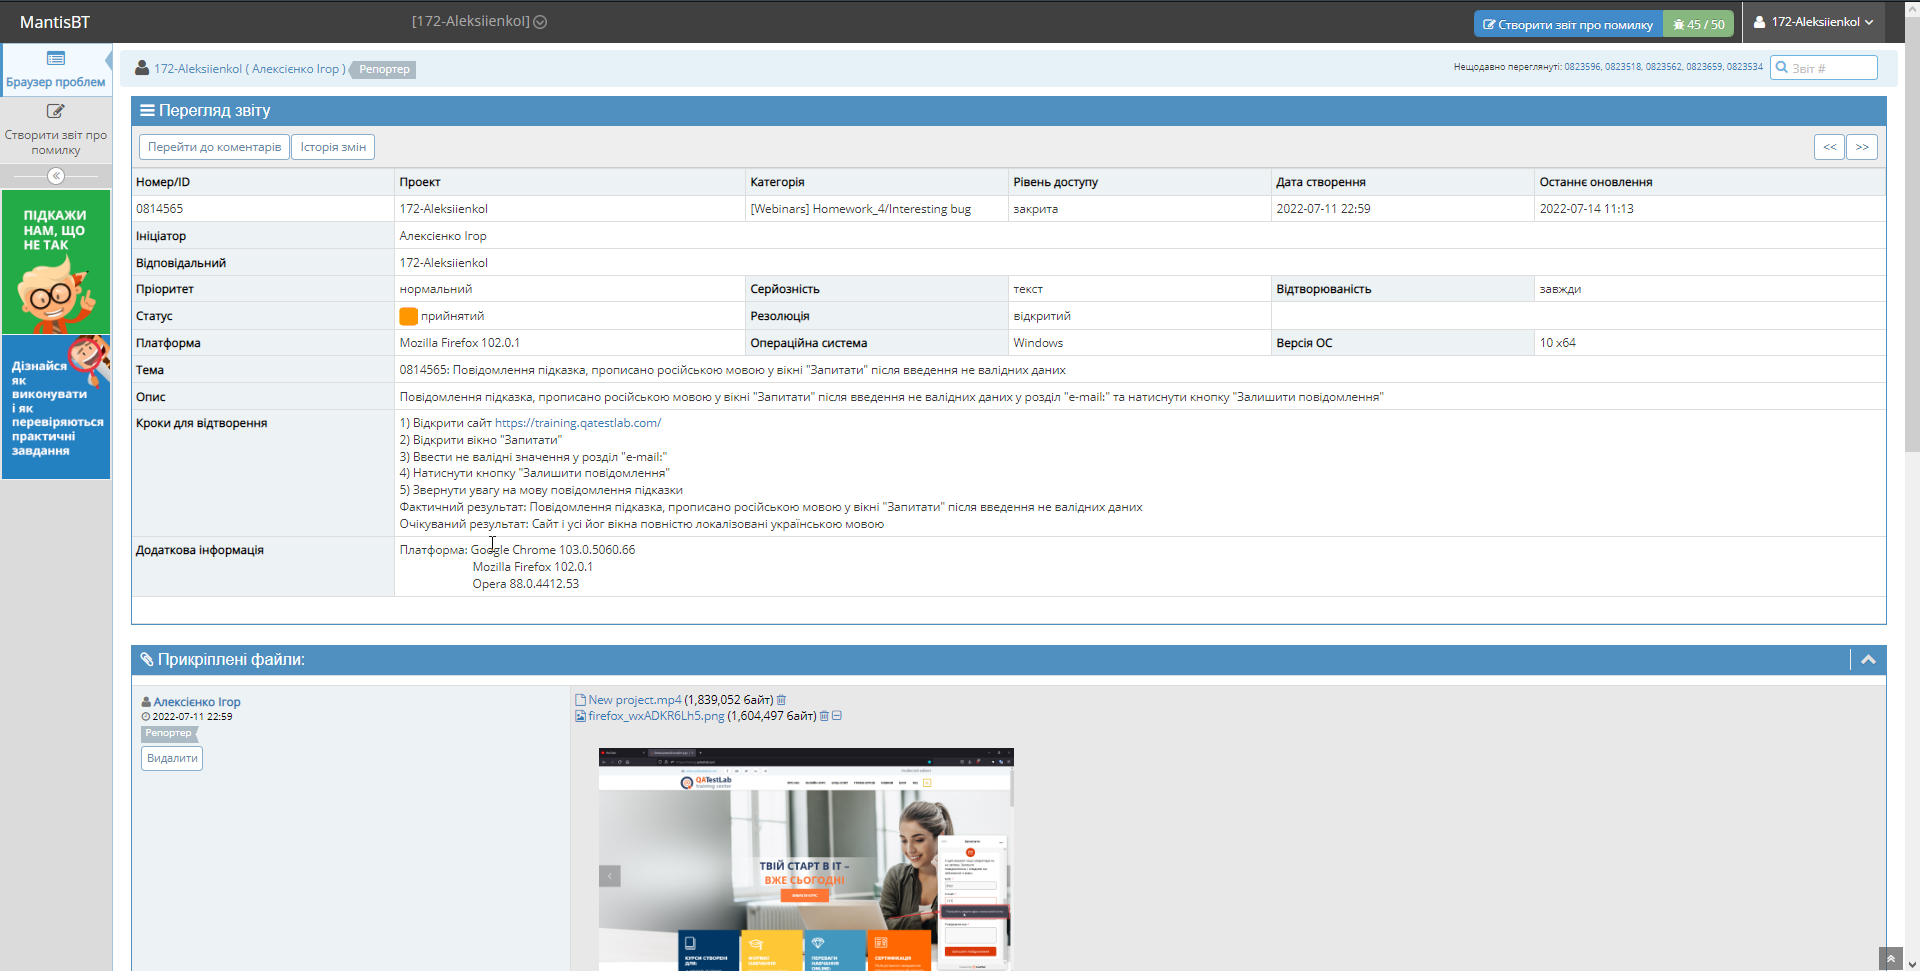 MantisBT
[172-Aleksiienkol]
Створити звіт про помилку
45 / 50
172-Aleksiienkol
Браузер проблем
Створити звіт про
помилку
ПІДКАЖИ
НАМ, ЩО
НЕ ТАК
Дізнайся
як
виконувати
і як
перевіряються
практичні
завдання
172-Aleksiienkol ( Алексієнко Ігор )
Репортер
Нещодавно переглянуті: 0823596, 0823518, 0823562, 0823659, 0823534
Звіт #
Перегляд звіту
Перейти до коментарів
Історія змін
<<
>>
Номер/ID Проект Категорія Рівень доступу Дата створення Останнє оновлення
0814565 172-Aleksiienkol [Webinars] Homework_4/Interesting bug закрита 2022-07-11 22:59 2022-07-14 11:13
Ініціатор Алексієнко Ігор
Відповідальний 172-Aleksiienkol
Пріоритет нормальний Серйозність текст Відтворюваність завжди
Статус прийнятий Резолюція відкритий
Платформа Mozilla Firefox 102.0.1 Операційна система Windows Версія ОС 10 x64
Тема 0814565: Повідомлення підказка, прописано російською мовою у вікні "Запитати" після введення не валідних даних
Опис Повідомлення підказка, прописано російською мовою у вікні "Запитати" після введення не валідних даних у розділ "e-mail:" та натиснути кнопку "Залишити повідомлення"
Кроки для відтворення 1) Відкрити сайт https://training.qatestlab.com/
2) Відкрити вікно "Запитати"
3) Ввести не валідні значення у розділ "e-mail:"
4) Натиснути кнопку "Залишити повідомлення"
5) Звернути увагу на мову повідомлення підказки
Фактичний результат: Повідомлення підказка, прописано російською мовою у вікні "Запитати" після введення не валідних даних
Очікуваний результат: Сайт і усі йог вікна повністю локалізовані українською мовою
Додаткова інформація Платформа: Google Chrome 103.0.5060.66
Mozilla Firefox 102.0.1
Opera 88.0.4412.53
Прикріплені файли:
Алексієнко Ігор
2022-07-11 22:59
Репортер
Видалити
New project.mp4 (1,839,052 байт)
firefox_wxADKR6Lh5.png (1,604,497 байт)
QATestLab
training center
ТВІЙ СТАРТ В ІТ –
ВЖЕ СЬОГОДНІ
КУРСИ СТВОРЕНІ
ДЛЯ:
ФОРМАТ
НАВЧАННЯ
ПЕРЕВАГИ
НАВЧАННЯ
ONLINE:
СЕРТИФІКАЦІЯ